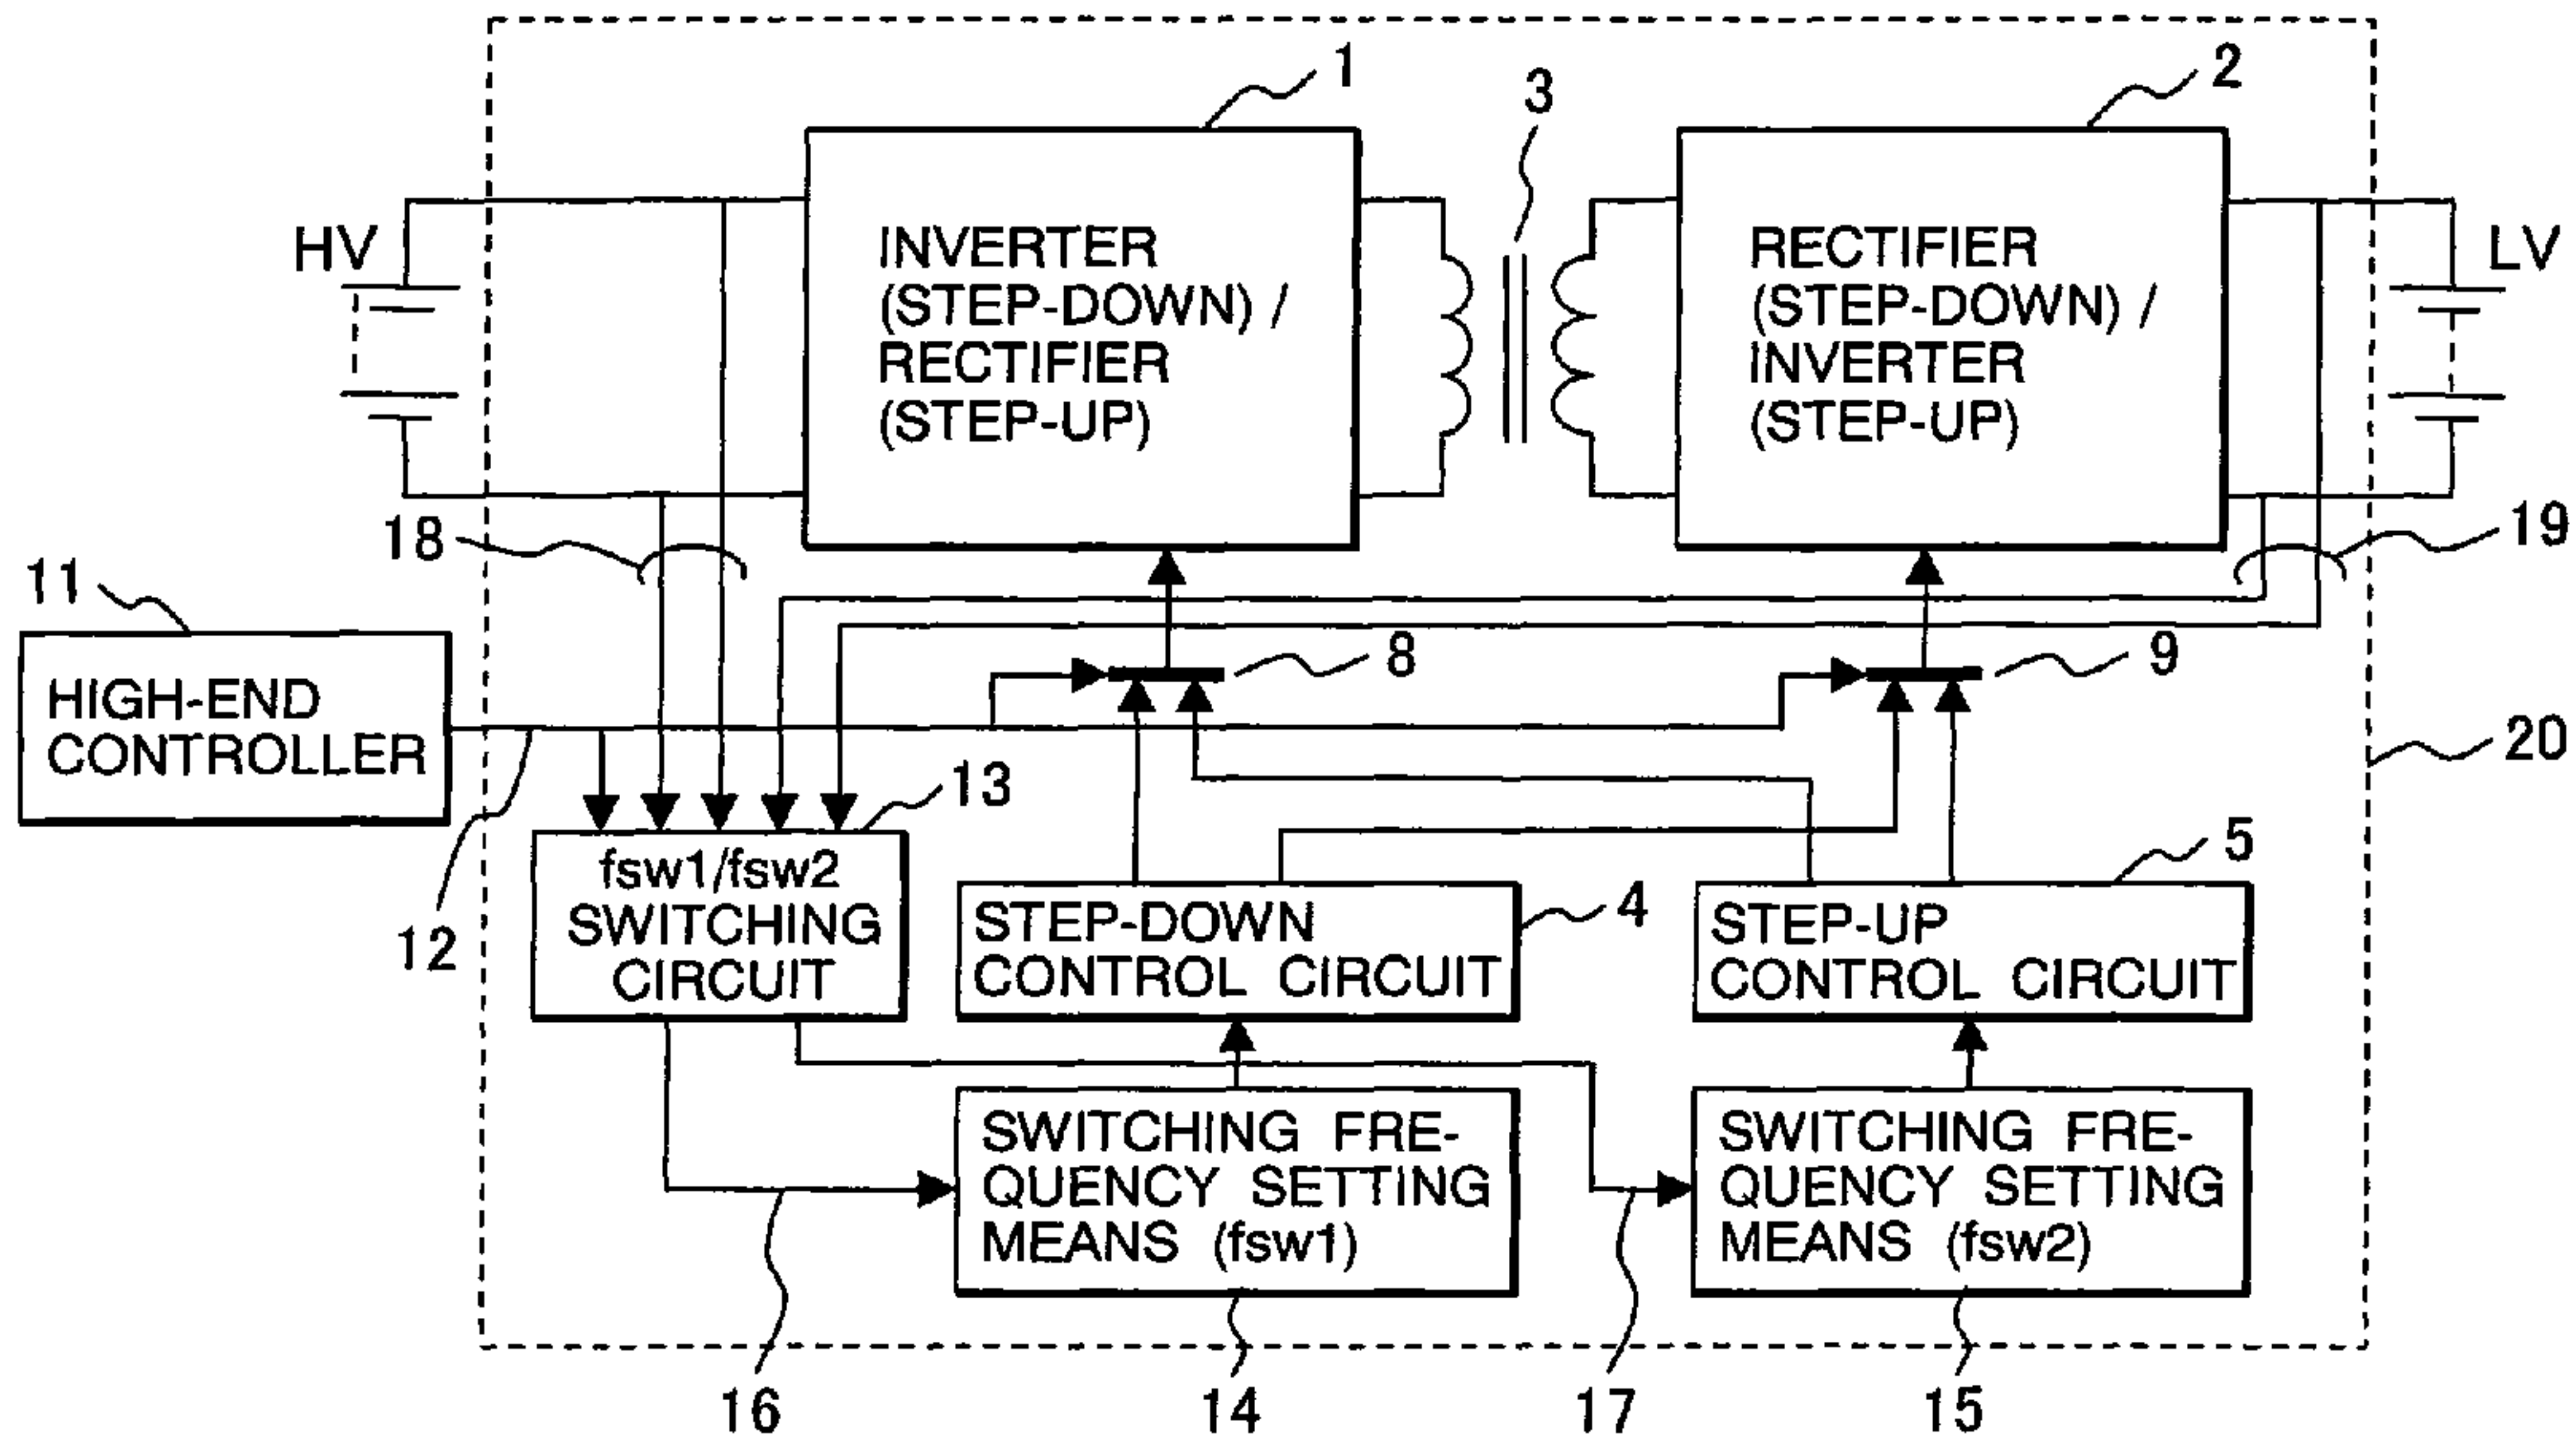 1
2
3
HV
INVERTER
(STEP-DOWN) /
RECTIFIER
(STEP-UP)
RECTIFIER
(STEP-DOWN) /
INVERTER
(STEP-UP)
LV
18
19
11
HIGH-END
CONTROLLER
8
9
20
12
13
fsw1/fsw2
SWITCHING
CIRCUIT
STEP-DOWN
CONTROL CIRCUIT
4
STEP-UP
CONTROL CIRCUIT
5
SWITCHING FRE-
QUENCY SETTING
MEANS (fsw1)
SWITCHING FRE-
QUENCY SETTING
MEANS (fsw2)
16
14
17
15